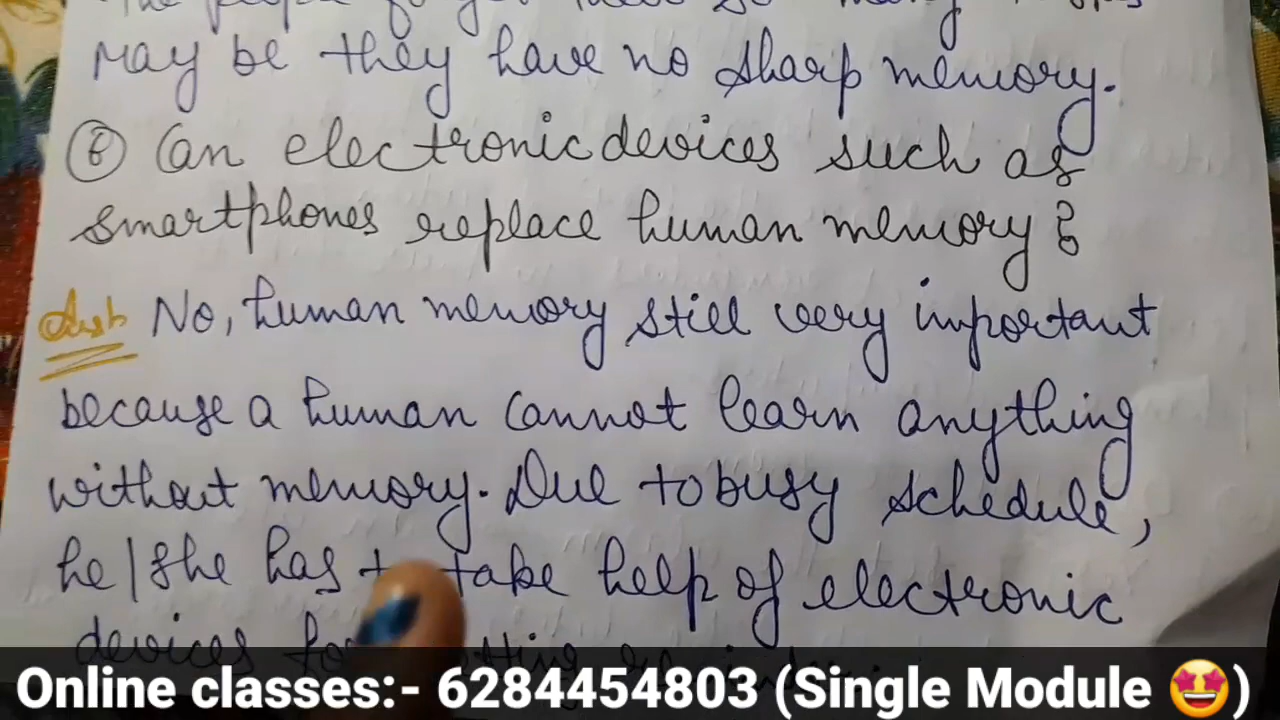 may be they have no sharp memory.
⑥ Can electronic devices such as
smartphones replace human memory?
Ans No, human memory still very important
because a human cannot learn anything
without memory. Due to busy schedule,
he/she has take help of electronic
devices
Online classes:- 6284454803 (Single Module 🤩)